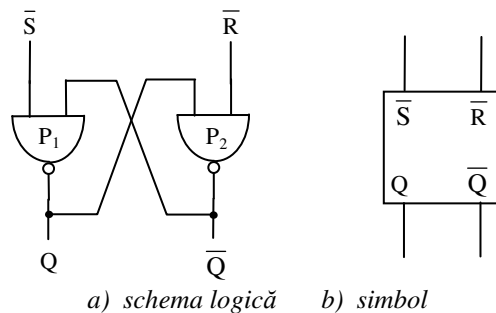 S̅ R̅
P₁ P₂
Q Q̅
S̅ R̅
Q Q̅
a) schema logică b) simbol